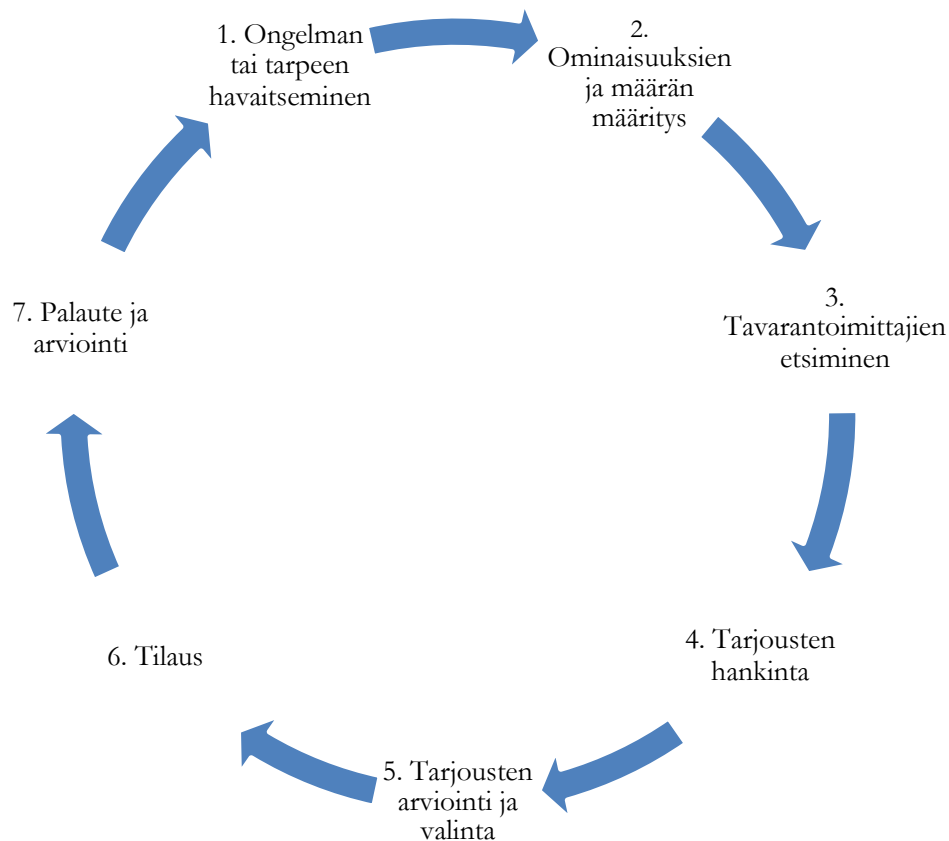 1. Ongelman
tai tarpeen
havaitseminen
2.
Ominaisuuksien
ja määrän
määritys
3.
Tavarantoimittajien
etsiminen
4. Tarjousten
hankinta
5. Tarjousten
arviointi ja
valinta
6. Tilaus
7. Palaute ja
arviointi